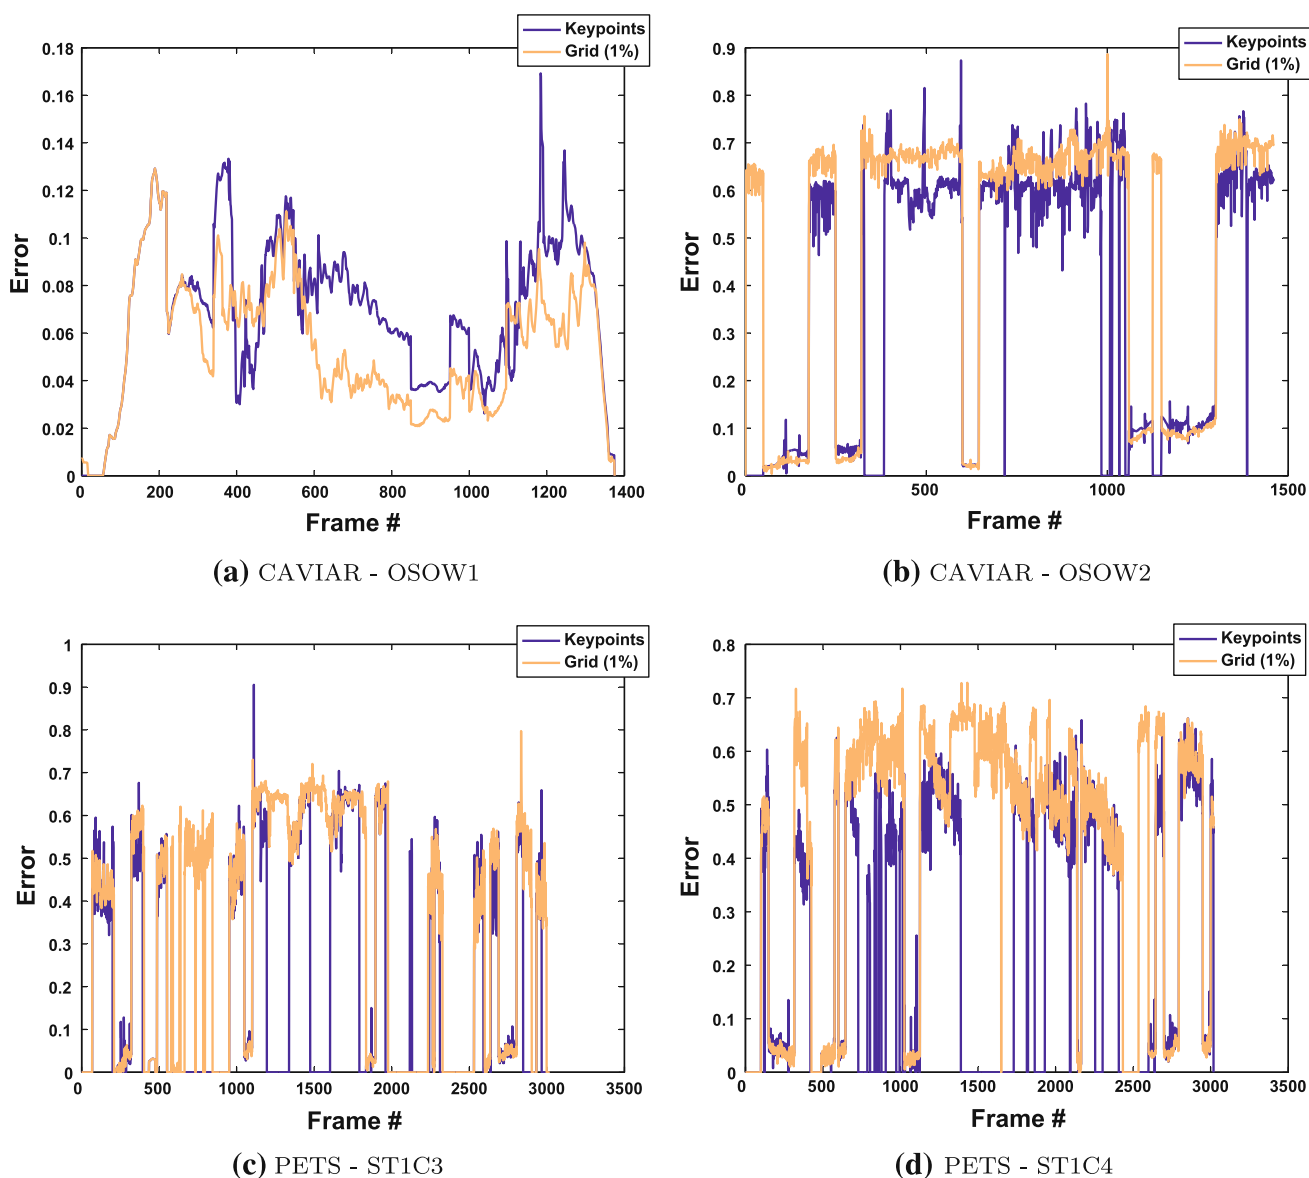 Keypoints
Grid (1%)
0.18
0.16
0.14
0.12
0.1
0.08
0.06
0.04
0.02
0
Error
0 200 400 600 800 1000 1200 1400
Frame #
(a) CAVIAR - OSOW1
Keypoints
Grid (1%)
0.9
0.8
0.7
0.6
0.5
0.4
0.3
0.2
0.1
0
Error
0 500 1000 1500
Frame #
(b) CAVIAR - OSOW2
Keypoints
Grid (1%)
1
0.9
0.8
0.7
0.6
0.5
0.4
0.3
0.2
0.1
0
Error
0 500 1000 1500 2000 2500 3000 3500
Frame #
(c) PETS - ST1C3
Keypoints
Grid (1%)
0.8
0.7
0.6
0.5
0.4
0.3
0.2
0.1
0
Error
0 500 1000 1500 2000 2500 3000 3500
Frame #
(d) PETS - ST1C4